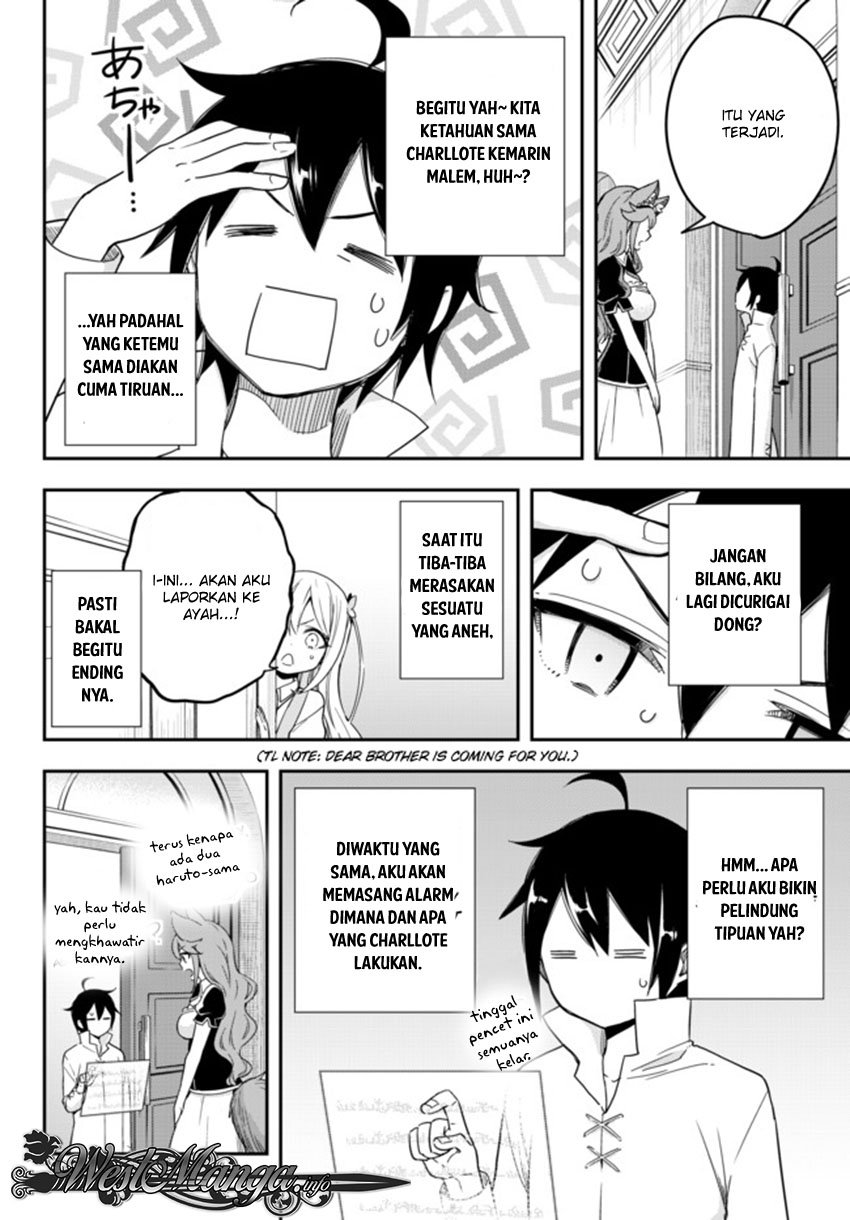 ITU YANG
TERJADI.
BEGITU YAH~ KITA
KETAHUAN SAMA
CHARLLOTE KEMARIN
MALEM, HUH~?
あちゃー…
...YAH PADAHAL
YANG KETEMU
SAMA DIAKAN
CUMA TIRUAN...
JANGAN
BILANG, AKU
LAGI DICURIGAI
DONG?
SAAT ITU
TIBA-TIBA
MERASAKAN
SESUATU
YANG ANEH,
I-INI... AKAN AKU
LAPORKAN KE
AYAH...!
PASTI
BAKAL
BEGITU
ENDING
NYA.
(TL NOTE: DEAR BROTHER IS COMING FOR YOU.)
HMM... APA
PERLU AKU BIKIN
PELINDUNG
TIPUAN YAH?
DIWAKTU YANG
SAMA, AKU AKAN
MEMASANG ALARM
DIMANA DAN APA
YANG CHARLLOTE
LAKUKAN.
tinggal
pencet ini
semuanya
kelar.
terus kenapa
ada dua
haruto-sama
?
yah, kau tidak
perlu
mengkhawatir
kannya.
WestManga.info